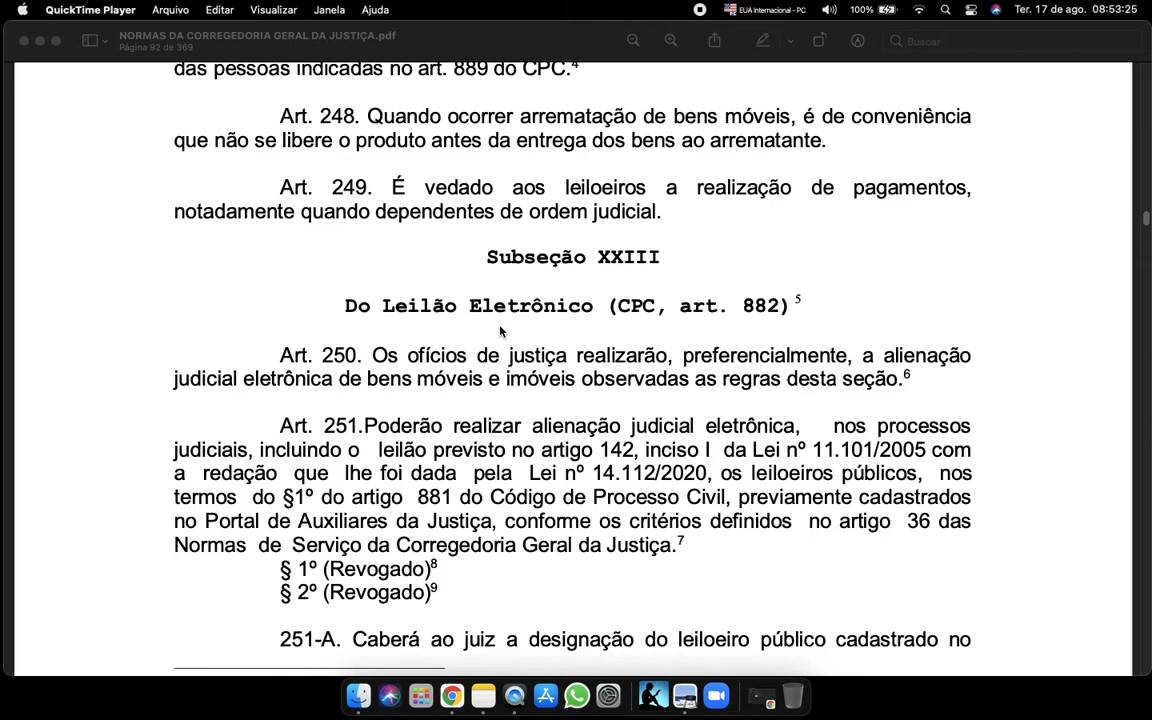 QuickTime Player Arquivo Editar Visualizar Janela Ajuda EUA Internacional - PC 100% Ter. 17 de ago. 08:53:25
NORMAS DA CORREGEDORIA GERAL DA JUSTIÇA.pdf
Página 92 de 369
Buscar
das pessoas indicadas no art. 889 do CPC.⁴
Art. 248. Quando ocorrer arrematação de bens móveis, é de conveniência
que não se libere o produto antes da entrega dos bens ao arrematante.
Art. 249. É vedado aos leiloeiros a realização de pagamentos,
notadamente quando dependentes de ordem judicial.
Subseção XXIII
Do Leilão Eletrônico (CPC, art. 882)⁵
Art. 250. Os ofícios de justiça realizarão, preferencialmente, a alienação
judicial eletrônica de bens móveis e imóveis observadas as regras desta seção.⁶
Art. 251.Poderão realizar alienação judicial eletrônica, nos processos
judiciais, incluindo o leilão previsto no artigo 142, inciso I da Lei nº 11.101/2005 com
a redação que lhe foi dada pela Lei nº 14.112/2020, os leiloeiros públicos, nos
termos do §1º do artigo 881 do Código de Processo Civil, previamente cadastrados
no Portal de Auxiliares da Justiça, conforme os critérios definidos no artigo 36 das
Normas de Serviço da Corregedoria Geral da Justiça.⁷
§ 1º (Revogado)⁸
§ 2º (Revogado)⁹
251-A. Caberá ao juiz a designação do leiloeiro público cadastrado no